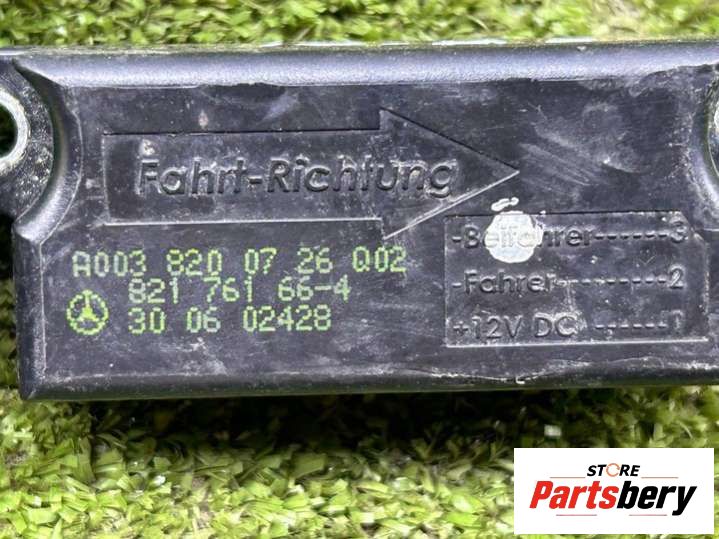 Fahrt-Richtung
A003 820 07 26 Q02
821 761 66-4
30 06 02428
-Beifahrer------3
-Fahrer--------2
+12V DC ------1
STORE
Partsbery